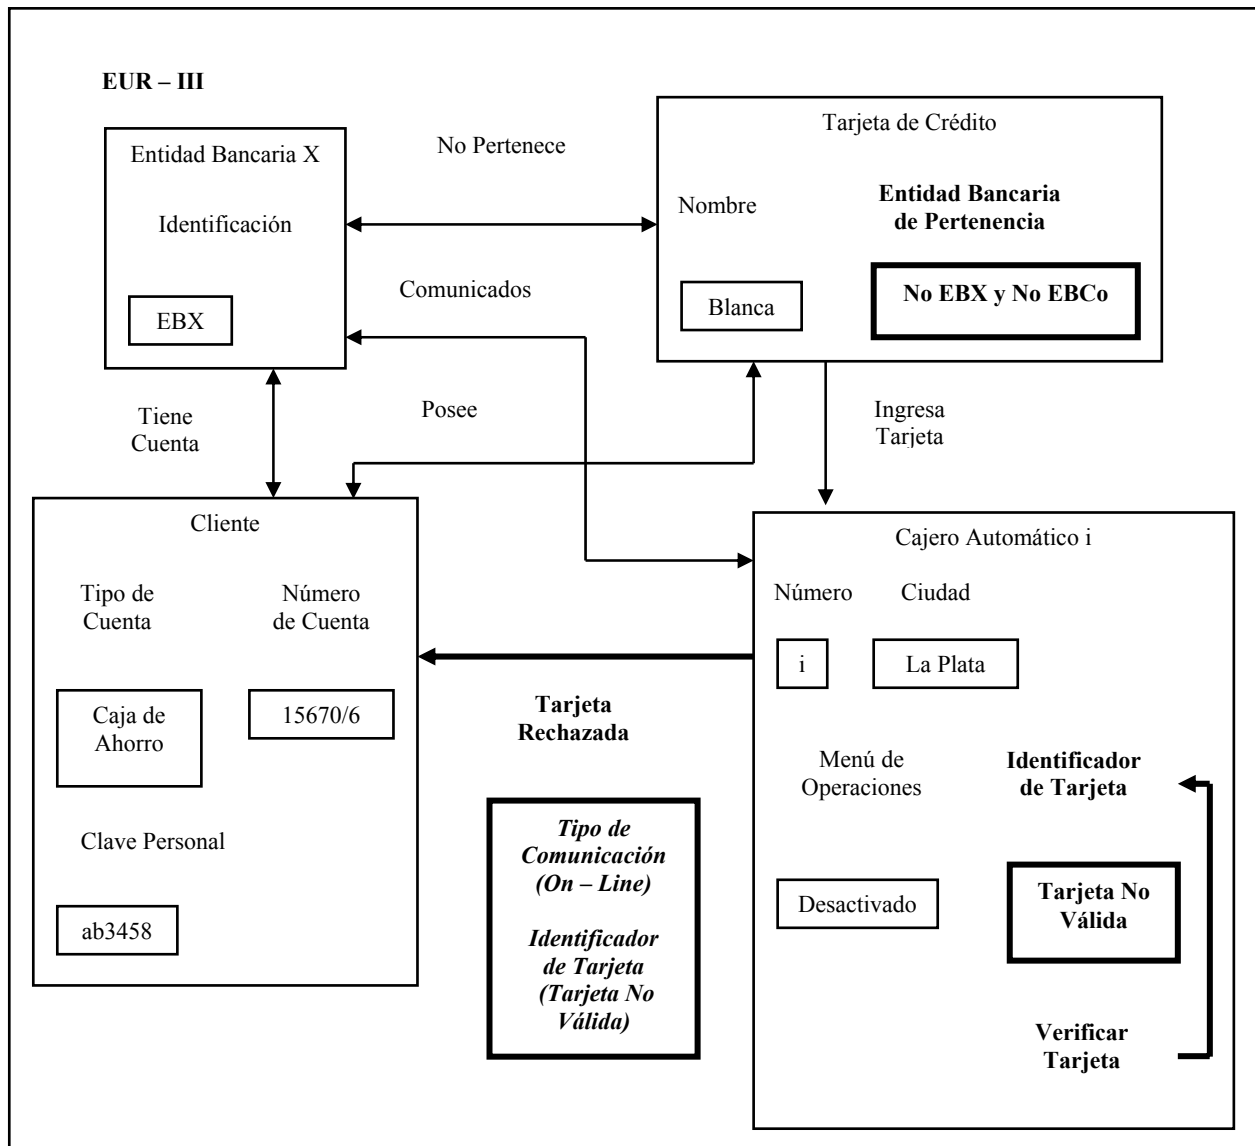 EUR – III
Entidad Bancaria X
Identificación
EBX
No Pertenece
Tarjeta de Crédito
Nombre
Entidad Bancaria
de Pertenencia
Blanca
No EBX y No EBCo
Comunicados
Tiene
Cuenta
Posee
Ingresa
Tarjeta
Cliente
Tipo de
Cuenta
Número
de Cuenta
Caja de
Ahorro
15670/6
Clave Personal
ab3458
Tarjeta
Rechazada
Tipo de
Comunicación
(On – Line)
Identificador
de Tarjeta
(Tarjeta No
Válida)
Cajero Automático i
Número
Ciudad
i
La Plata
Menú de
Operaciones
Identificador
de Tarjeta
Desactivado
Tarjeta No
Válida
Verificar
Tarjeta